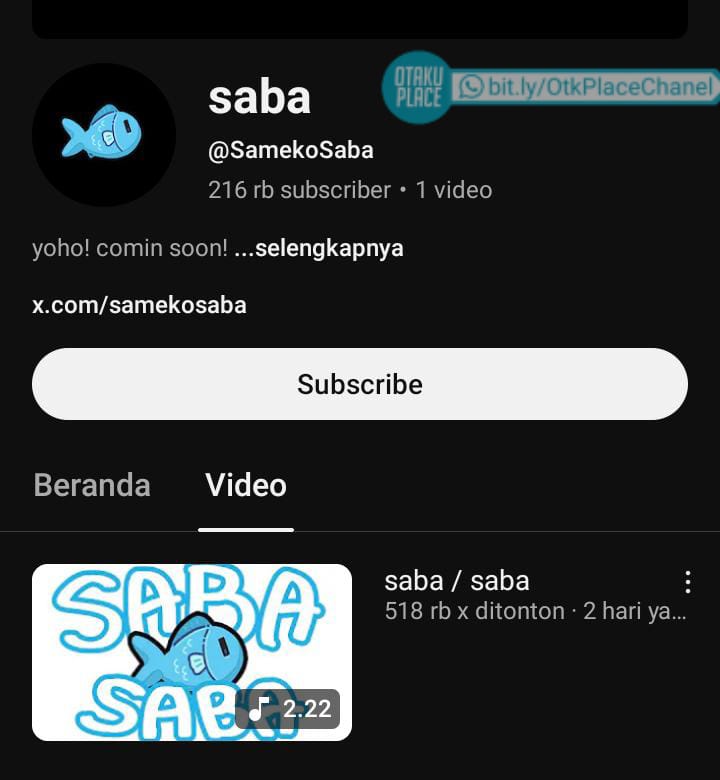 saba
OTAKU
PLACE
bit.ly/OtkPlaceChanel
@SamekoSaba
216 rb subscriber • 1 video
yoho! comin soon! ...selengkapnya
x.com/samekosaba
Subscribe
Beranda Video
SABA
SABA
2.22
saba / saba
518 rb x ditonton · 2 hari ya...